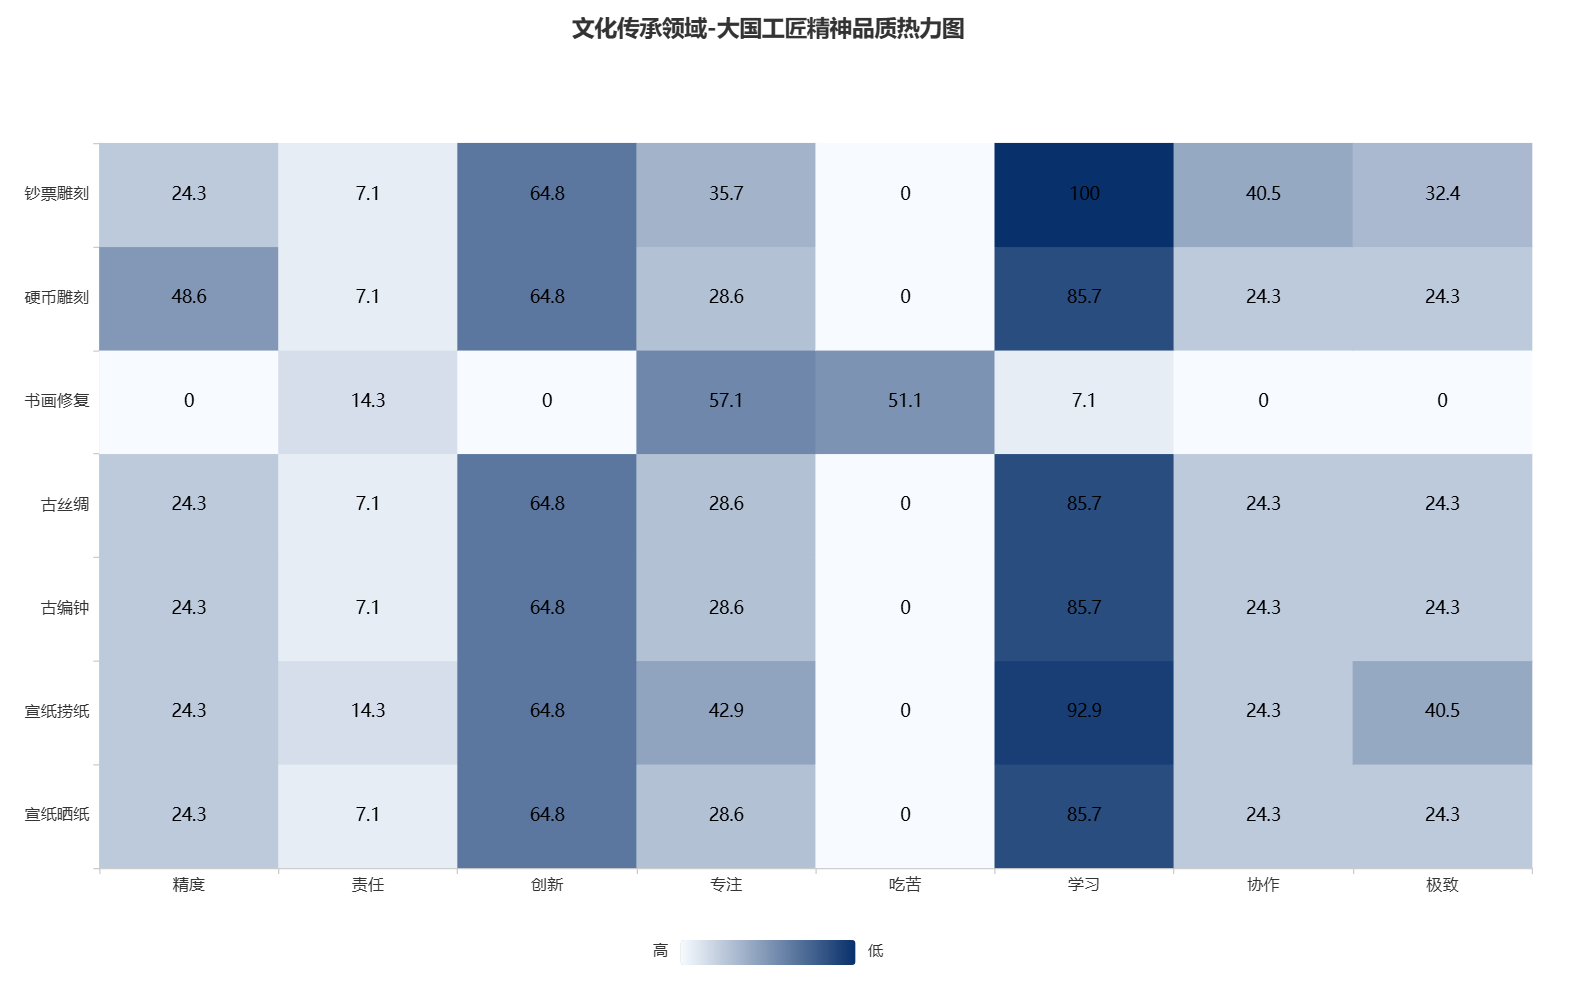 文化传承领域-大国工匠精神品质热力图
钞票雕刻 24.3 7.1 64.8 35.7 0 100 40.5 32.4
硬币雕刻 48.6 7.1 64.8 28.6 0 85.7 24.3 24.3
书画修复 0 14.3 0 57.1 51.1 7.1 0 0
古丝绸 24.3 7.1 64.8 28.6 0 85.7 24.3 24.3
古编钟 24.3 7.1 64.8 28.6 0 85.7 24.3 24.3
宣纸捞纸 24.3 14.3 64.8 42.9 0 92.9 24.3 40.5
宣纸晒纸 24.3 7.1 64.8 28.6 0 85.7 24.3 24.3
精度 责任 创新 专注 吃苦 学习 协作 极致
高 低